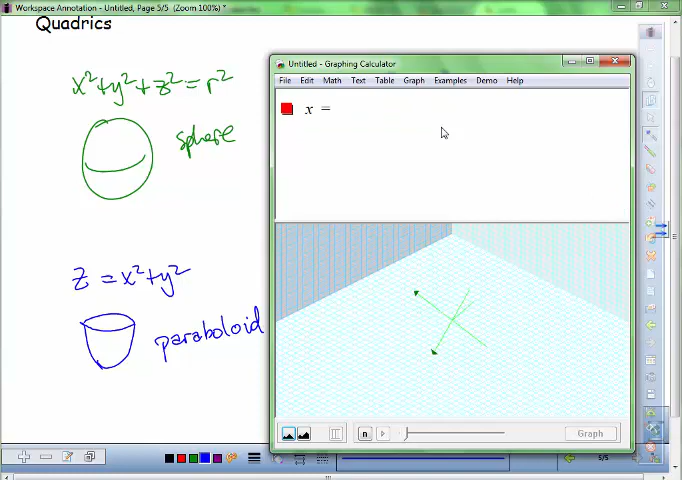 Workspace Annotation - Untitled, Page 5/5 (Zoom 100%) *
Quadrics
x²+y²+z²=r²
sphere
z = x²+y²
paraboloid
Untitled - Graphing Calculator
File Edit Math Text Table Graph Examples Demo Help
x =
n
Graph
5/5